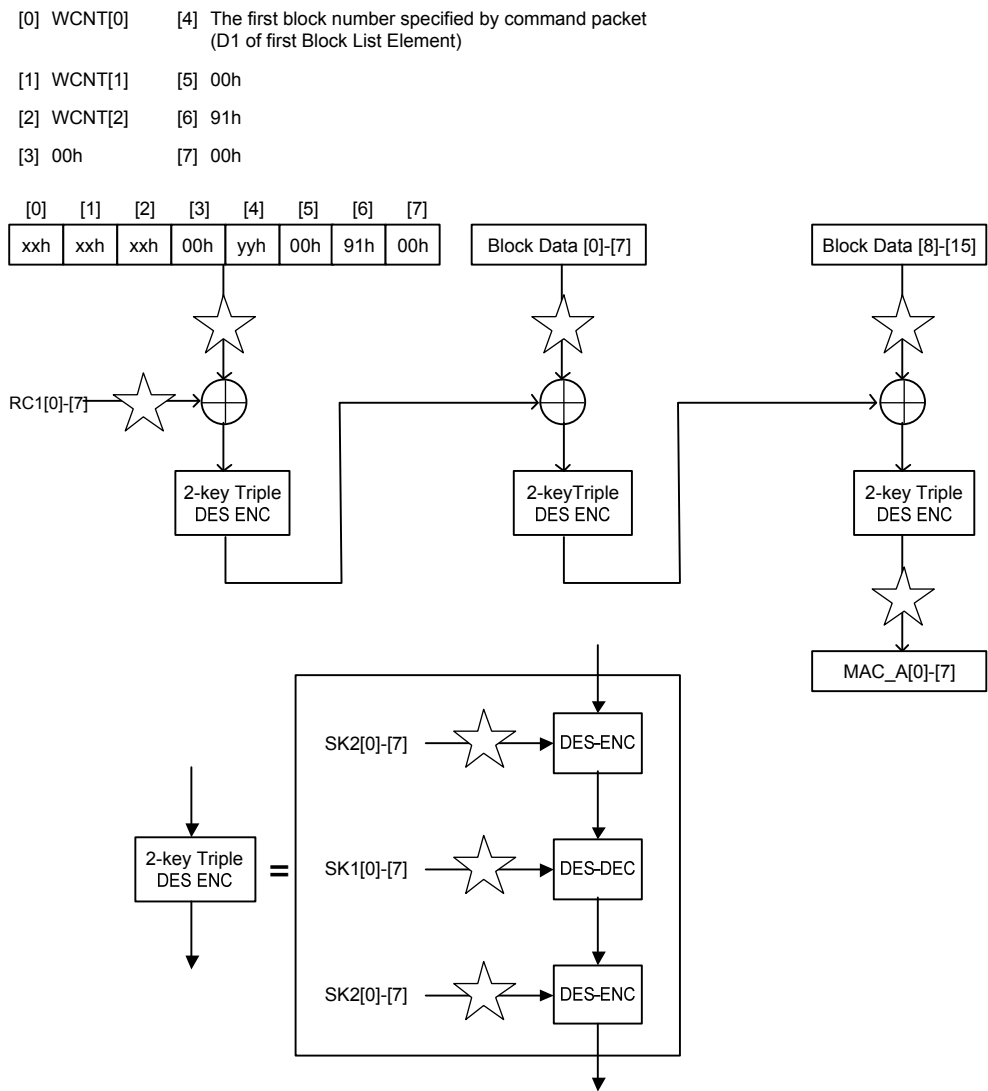 [0] WCNT[0] [4] The first block number specified by command packet
(D1 of first Block List Element)
[1] WCNT[1] [5] 00h
[2] WCNT[2] [6] 91h
[3] 00h [7] 00h
[0] [1] [2] [3] [4] [5] [6] [7]
xxh xxh xxh 00h yyh 00h 91h 00h
Block Data [0]-[7]
Block Data [8]-[15]
RC1[0]-[7]
2-key Triple
DES ENC
2-keyTriple
DES ENC
2-key Triple
DES ENC
MAC_A[0]-[7]
2-key Triple
DES ENC
=
SK2[0]-[7]
DES-ENC
SK1[0]-[7]
DES-DEC
SK2[0]-[7]
DES-ENC